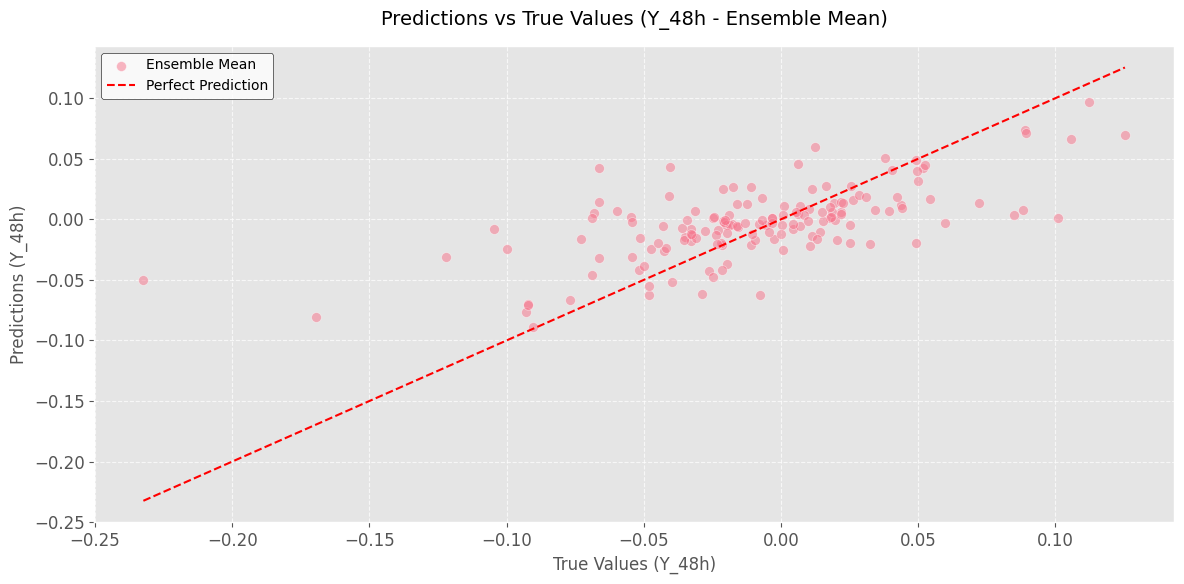 Predictions vs True Values (Y_48h - Ensemble Mean)
Ensemble Mean
Perfect Prediction
Predictions (Y_48h)
0.10
0.05
0.00
−0.05
−0.10
−0.15
−0.20
−0.25
−0.25 −0.20 −0.15 −0.10 −0.05 0.00 0.05 0.10
True Values (Y_48h)